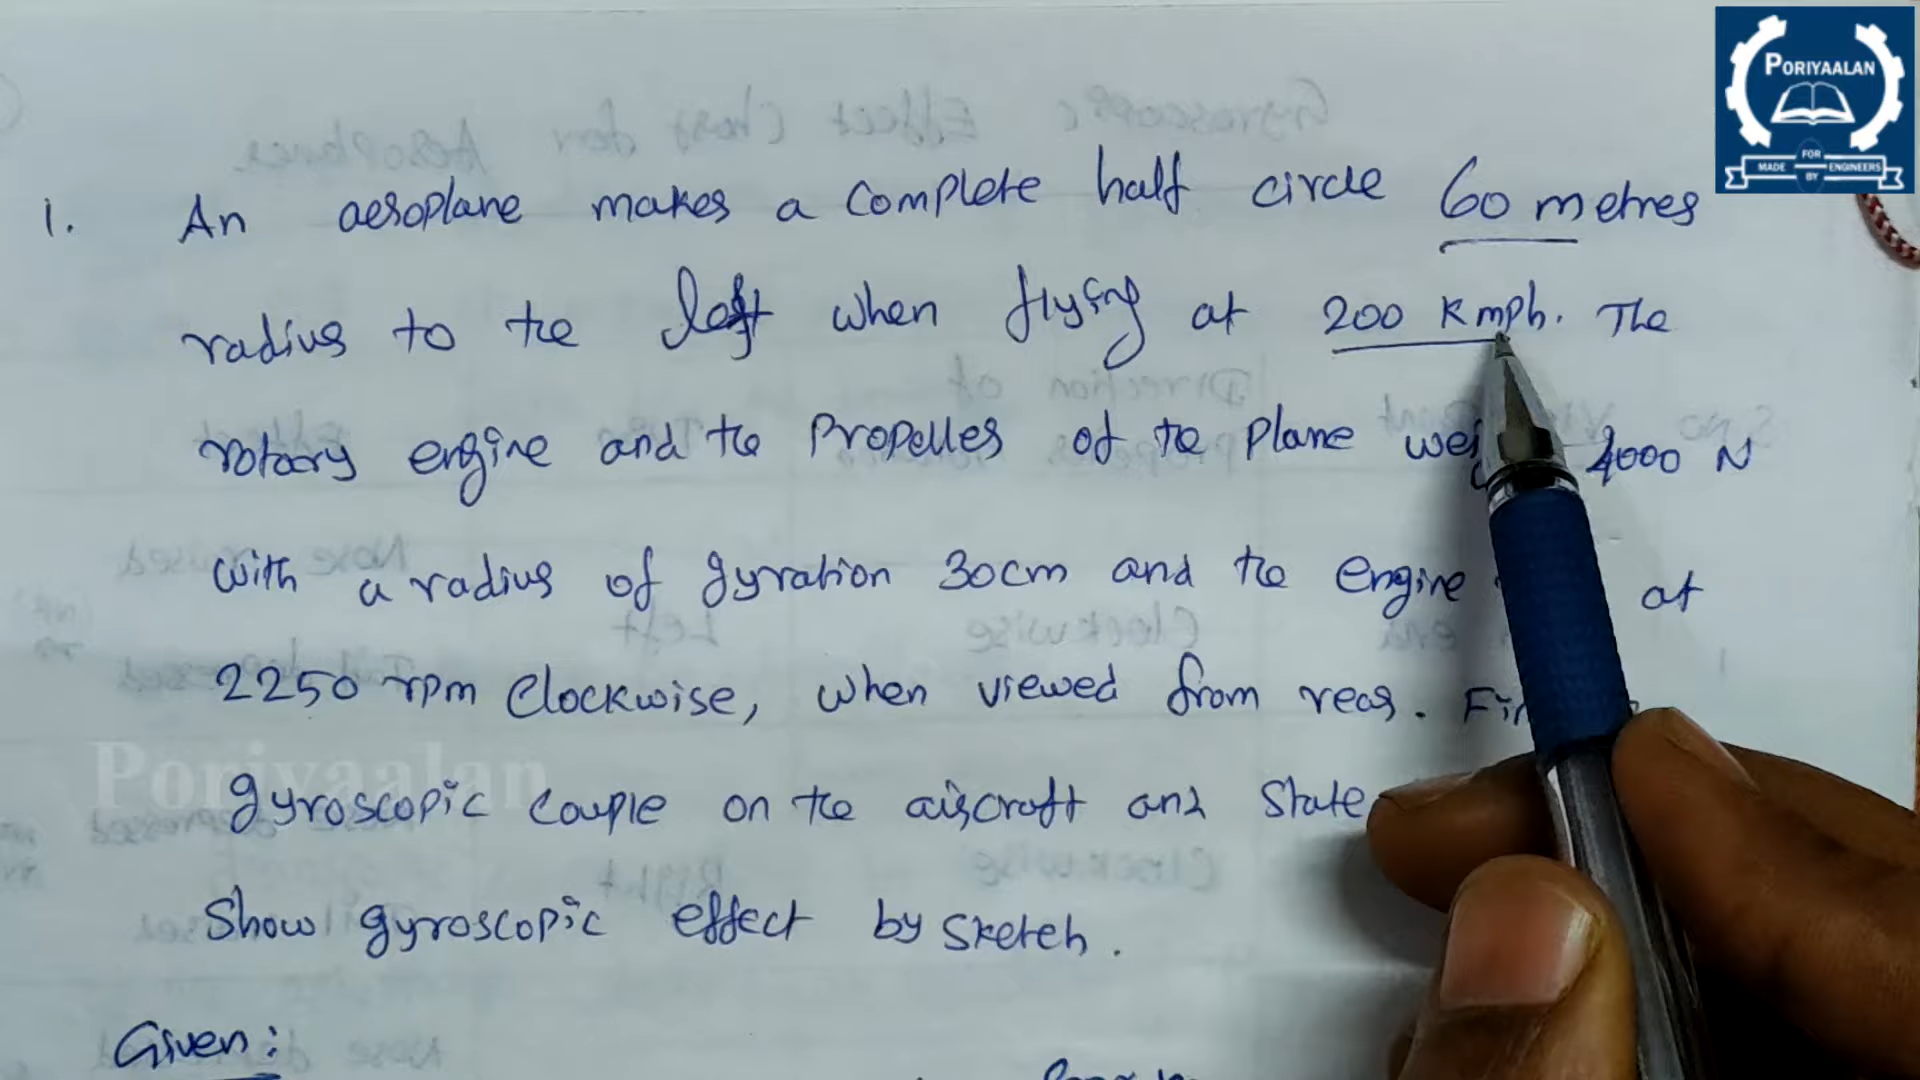 PORIYAALAN
MADE FOR BY ENGINEERS
1. An aeroplane makes a complete half circle 60 metres
radius to the left when flying at 200 Kmph. The
rotary engine and the propeller of the plane 4000 N
with a radius of gyration 30cm and the engine at
2250 rpm clockwise, when viewed from rear.
gyroscopic couple on the aircraft and state
Show gyroscopic effect by sketch.
Given:
Poriyaalan